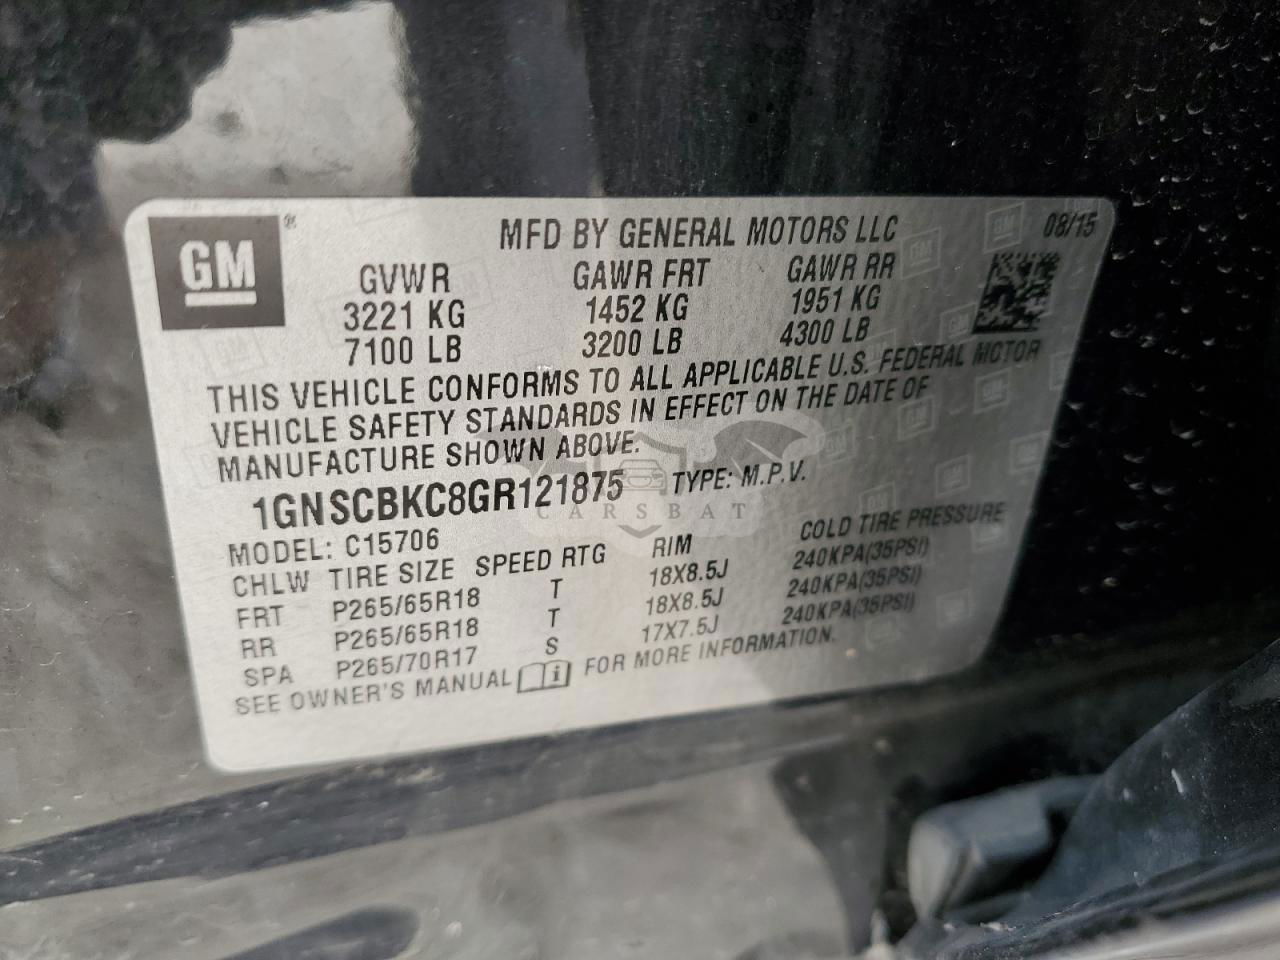 GM ®
MFD BY GENERAL MOTORS LLC 08/15
GVWR GAWR FRT GAWR RR
3221 KG 1452 KG 1951 KG
7100 LB 3200 LB 4300 LB
THIS VEHICLE CONFORMS TO ALL APPLICABLE U.S. FEDERAL MOTOR
VEHICLE SAFETY STANDARDS IN EFFECT ON THE DATE OF
MANUFACTURE SHOWN ABOVE.
1GNSCBKC8GR121875 TYPE: M.P.V.
CARSBAT
MODEL: C15706
CHLW TIRE SIZE SPEED RTG RIM COLD TIRE PRESSURE
FRT P265/65R18 T 18X8.5J 240KPA(35PSI)
RR P265/65R18 T 18X8.5J 240KPA(35PSI)
SPA P265/70R17 S 17X7.5J 240KPA(35PSI)
SEE OWNER'S MANUAL i FOR MORE INFORMATION.